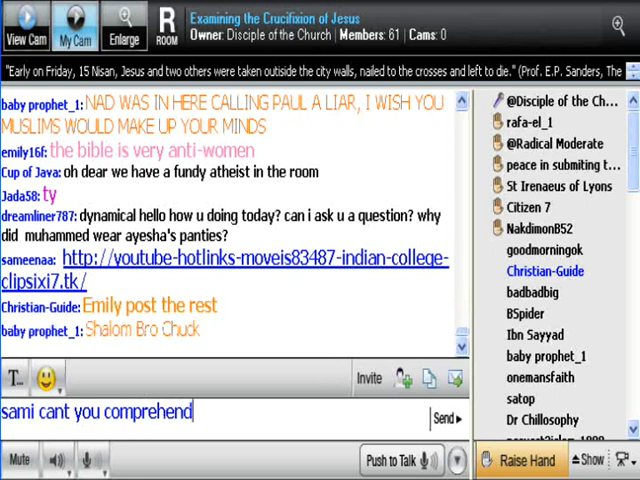 Examining the Crucifixion of Jesus
Owner: Disciple of the Church | Members: 61 | Cams: 0
View Cam
My Cam
Enlarge
R
ROOM
"Early on Friday, 15 Nisan, Jesus and two others were taken outside the city walls, nailed to the crosses and left to die." (Prof. E.P. Sanders, The
baby prophet_1: NAD WAS IN HERE CALLING PAUL A LIAR, I WISH YOU
MUSLIMS WOULD MAKE UP YOUR MINDS
emily16f: the bible is very anti-women
Cup of Java: oh dear we have a fundy atheist in the room
Jada58: ty
dreamliner787: dynamical hello how u doing today? can i ask u a question? why
did muhammed wear ayesha's panties?
sameenaa: http://youtube-hotlinks-moveis83487-indian-college-
clipsixi7.tk/
Christian-Guide: Emily post the rest
baby prophet_1: Shalom Bro Chuck
T...
Invite
sami cant you comprehend
Send
Mute
Push to Talk
@Disciple of the Ch...
rafa-el_1
@Radical Moderate
peace in submiting t...
St Irenaeus of Lyons
Citizen 7
NakdimonB52
goodmorningok
Christian-Guide
badbadbig
BSpider
Ibn Sayyad
baby prophet_1
onemansfaith
satop
Dr Chillosophy
Raise Hand
Show